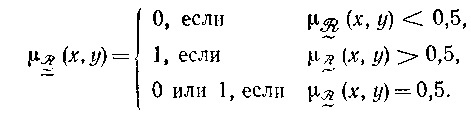 0, если μ_ℛ̰ (x, y) < 0,5,
μ_ℛ̲ (x, y) = { 1, если μ_ℛ̰ (x, y) > 0,5,
0 или 1, если μ_ℛ̰ (x, y) = 0,5.